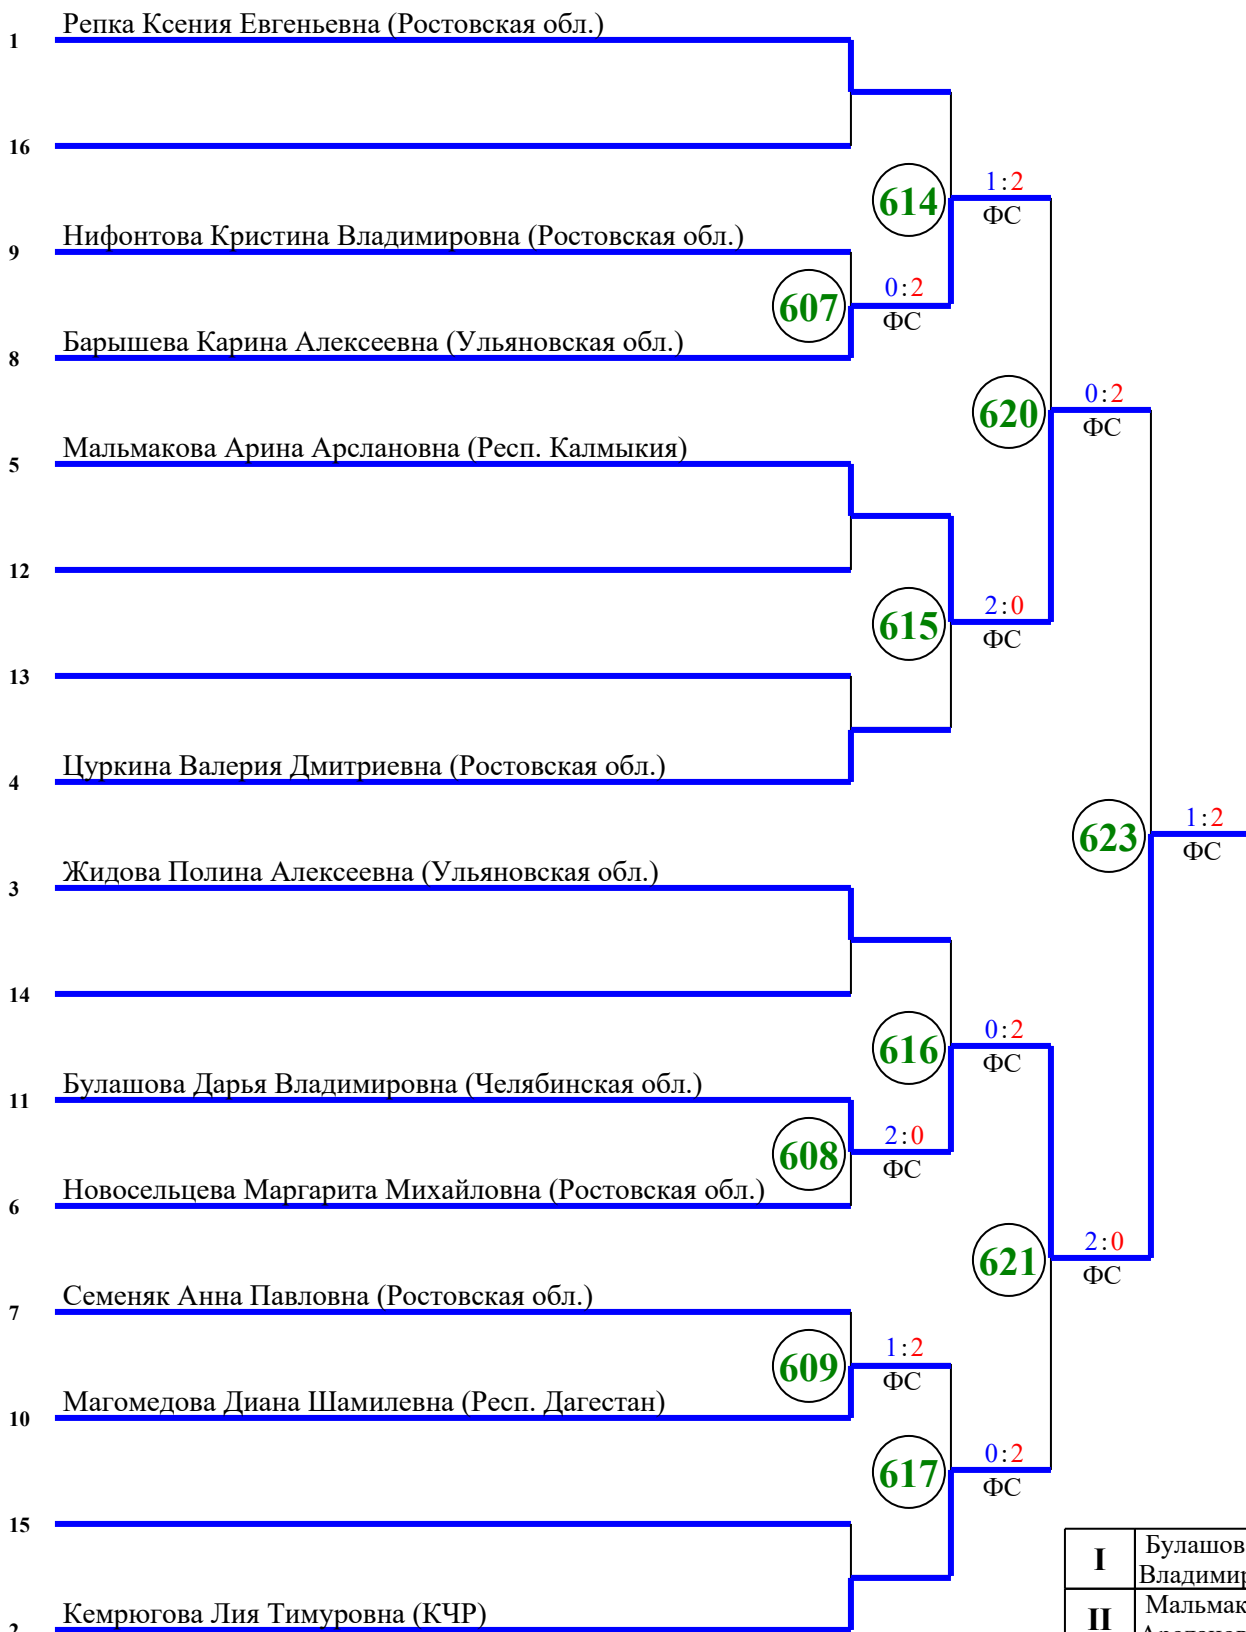 Репка Ксения Евгеньевна (Ростовская обл.)
1
16
1:2
614
ФС
Нифонтова Кристина Владимировна (Ростовская обл.)
9
0:2
607
ФС
Барышева Карина Алексеевна (Ульяновская обл.)
8
0:2
620
ФС
Мальмакова Арина Арслановна (Респ. Калмыкия)
5
12
2:0
615
ФС
13
Цуркина Валерия Дмитриевна (Ростовская обл.)
4
1:2
623
ФС
Жидова Полина Алексеевна (Ульяновская обл.)
3
14
0:2
616
ФС
Булашова Дарья Владимировна (Челябинская обл.)
11
2:0
608
ФС
Новосельцева Маргарита Михайловна (Ростовская обл.)
6
2:0
621
ФС
Семеняк Анна Павловна (Ростовская обл.)
7
1:2
609
ФС
Магомедова Диана Шамилевна (Респ. Дагестан)
10
0:2
617
ФС
15
I
Булашов
Владимир
Кемрюгова Лия Тимуровна (КЧР)
2
II
Мальмак